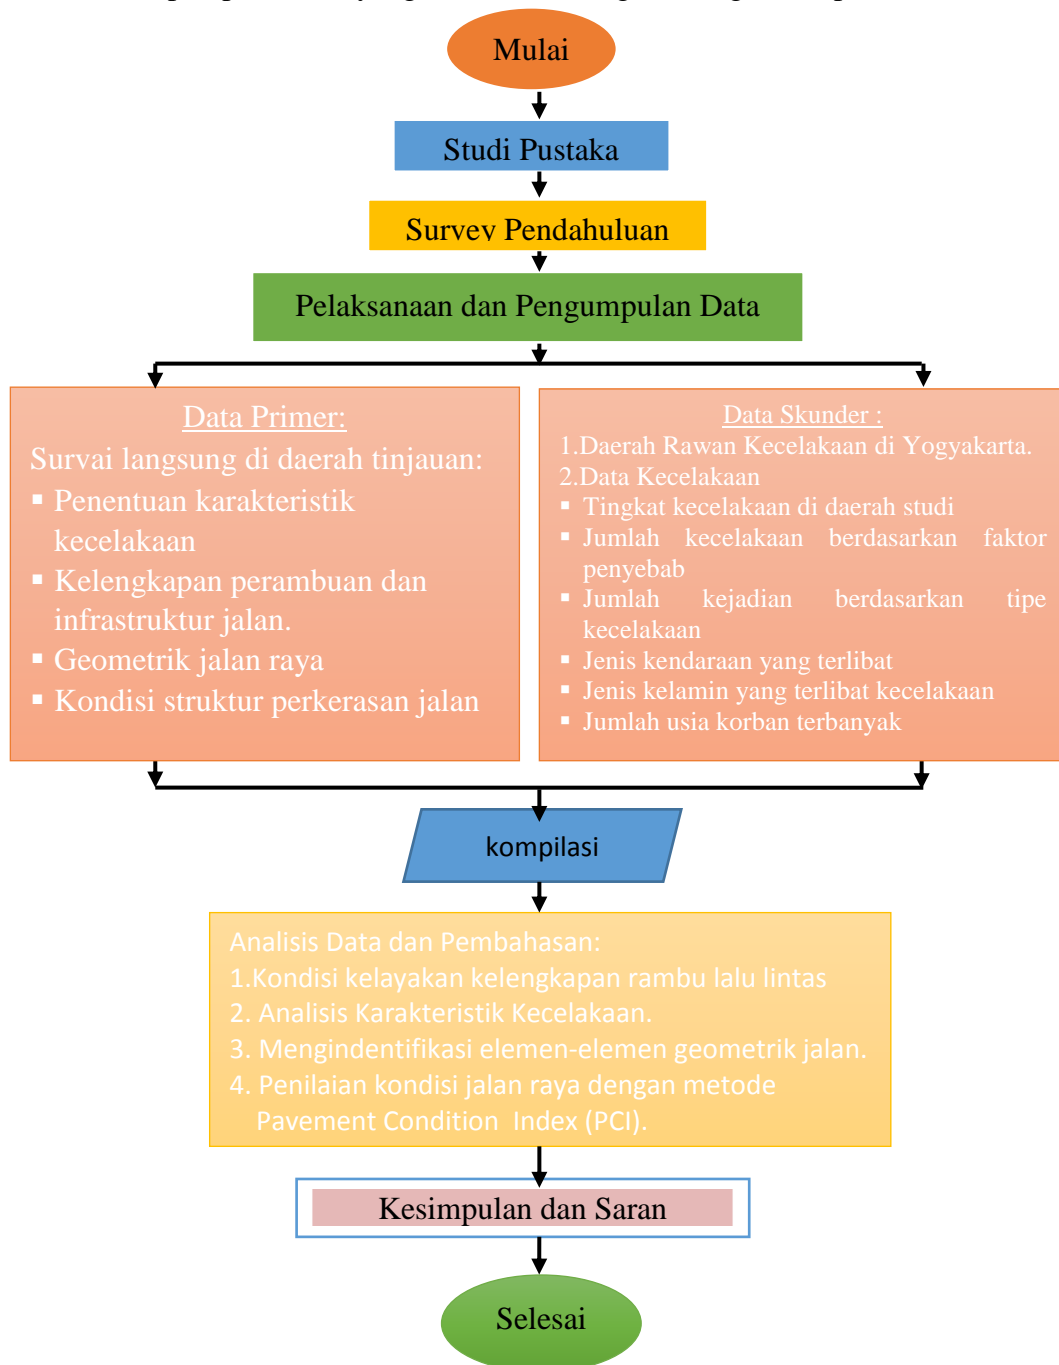 Mulai
Studi Pustaka
Survey Pendahuluan
Pelaksanaan dan Pengumpulan Data
Data Primer:
Survai langsung di daerah tinjauan:
▪ Penentuan karakteristik
kecelakaan
▪ Kelengkapan perambuan dan
infrastruktur jalan.
▪ Geometrik jalan raya
▪ Kondisi struktur perkerasan jalan
Data Skunder :
1.Daerah Rawan Kecelakaan di Yogyakarta.
2.Data Kecelakaan
▪ Tingkat kecelakaan di daerah studi
▪ Jumlah kecelakaan berdasarkan faktor
penyebab
▪ Jumlah kejadian berdasarkan tipe
kecelakaan
▪ Jenis kendaraan yang terlibat
▪ Jenis kelamin yang terlibat kecelakaan
▪ Jumlah usia korban terbanyak
kompilasi
Analisis Data dan Pembahasan:
1.Kondisi kelayakan kelengkapan rambu lalu lintas
2. Analisis Karakteristik Kecelakaan.
3. Mengindentifikasi elemen-elemen geometrik jalan.
4. Penilaian kondisi jalan raya dengan metode
Pavement Condition Index (PCI).
Kesimpulan dan Saran
Selesai